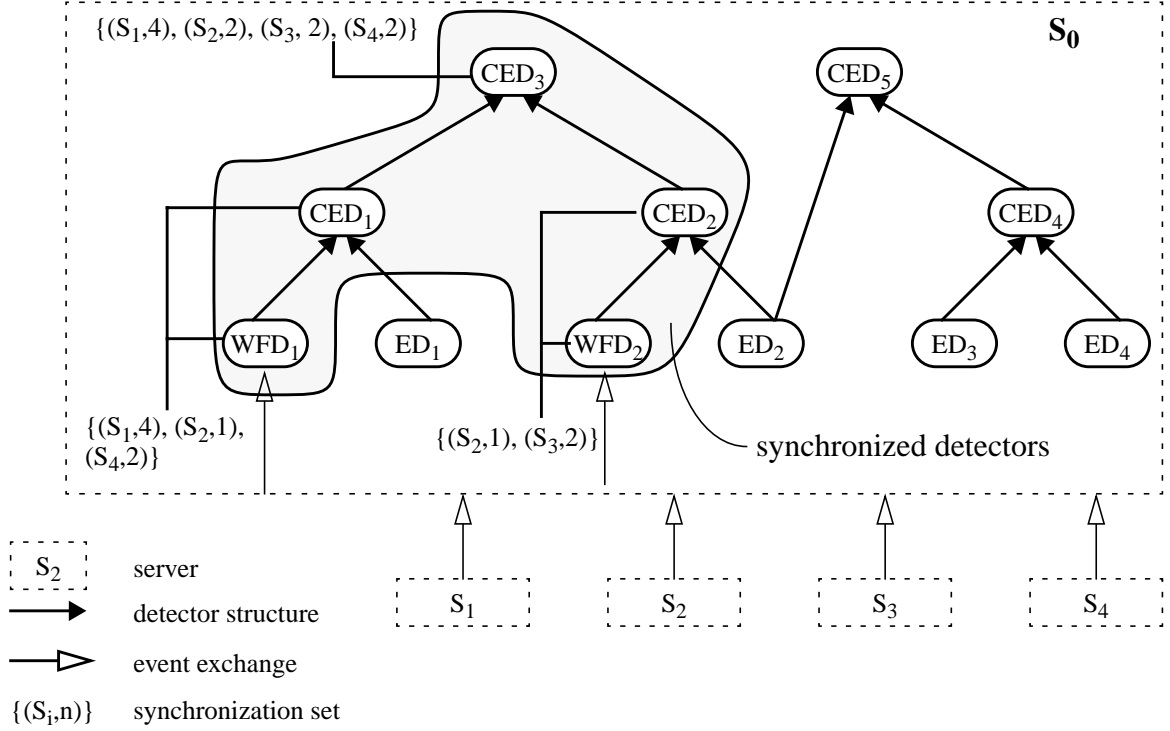 {(S1,4), (S2,2), (S3, 2), (S4,2)}
S0
CED3
CED5
CED1
CED2
CED4
WFD1
ED1
WFD2
ED2
ED3
ED4
{(S1,4), (S2,1),
(S4,2)}
{(S2,1), (S3,2)}
synchronized detectors
S2
server
S1
S2
S3
S4
detector structure
event exchange
{(Si,n)}
synchronization set